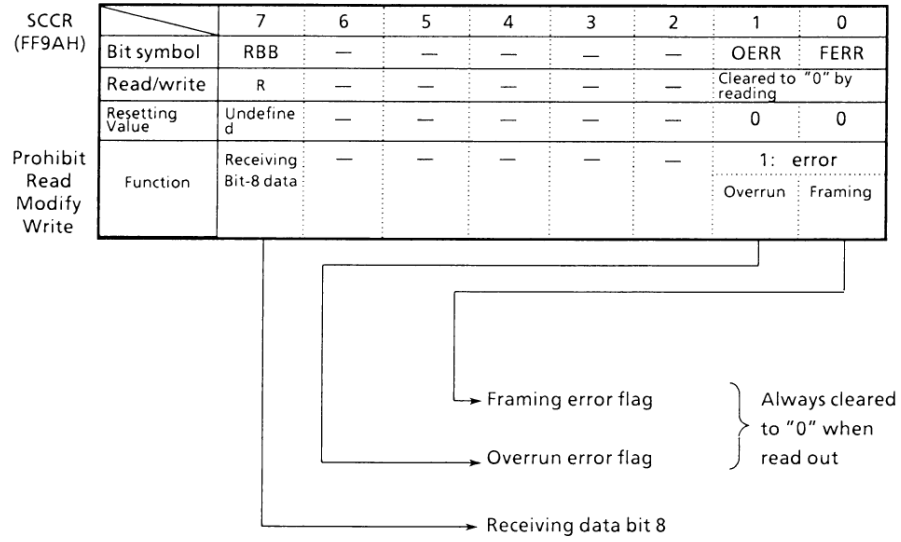 SCCR
(FF9AH)
7 6 5 4 3 2 1 0
Bit symbol RBB — — — — — OERR FERR
Read/write R — — — — — Cleared to "0" by
reading
Resetting
Value Undefine
d — — — — — 0 0
Prohibit
Read
Modify
Write
Function Receiving
Bit-8 data — — — — — 1: error
Overrun Framing
Framing error flag
Overrun error flag
Always cleared
to "0" when
read out
Receiving data bit 8